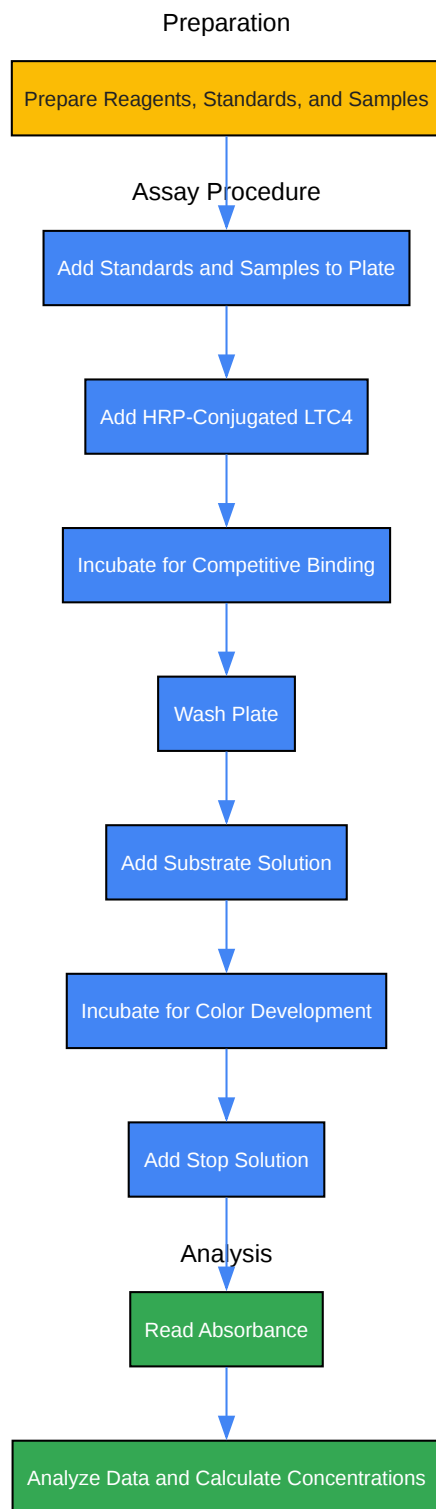 Preparation
Prepare Reagents, Standards, and Samples
Assay Procedure
Add Standards and Samples to Plate
Add HRP-Conjugated LTC4
Incubate for Competitive Binding
Wash Plate
Add Substrate Solution
Incubate for Color Development
Add Stop Solution
Analysis
Read Absorbance
Analyze Data and Calculate Concentrations